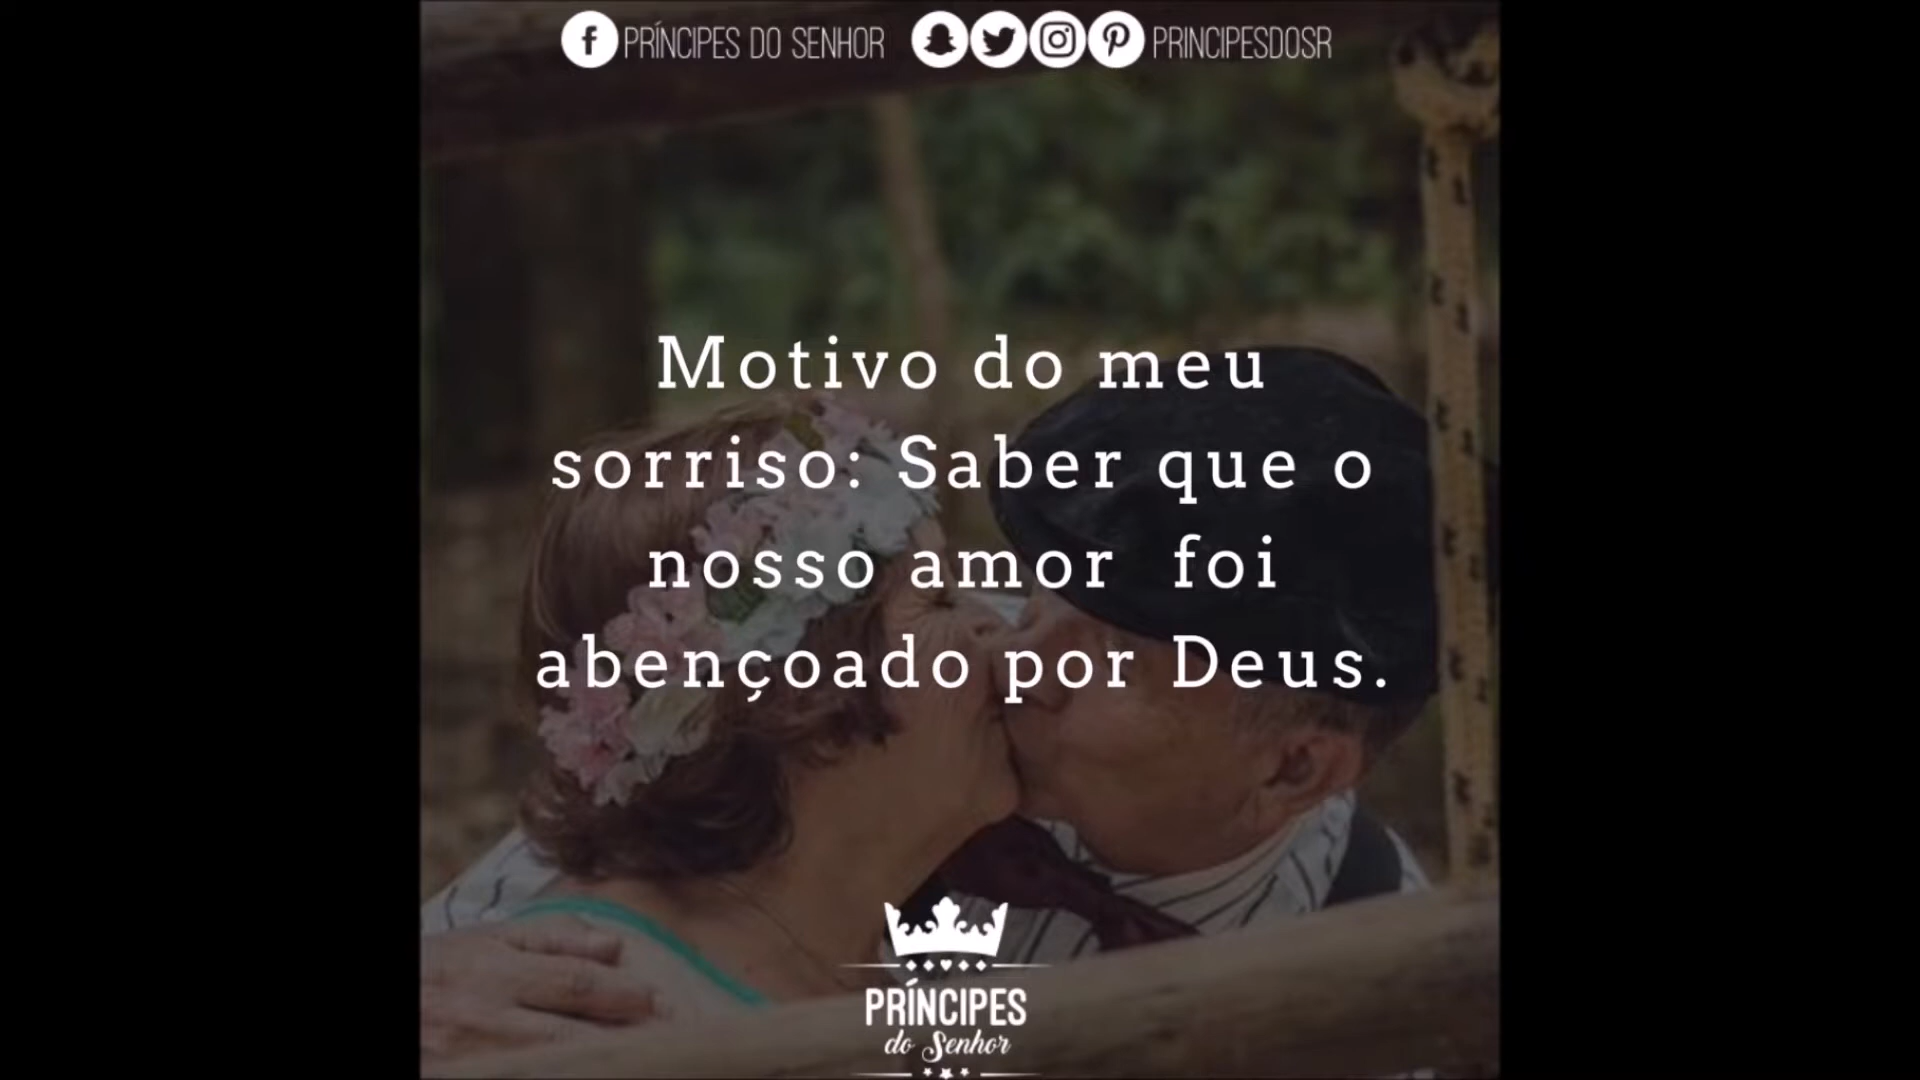 PRÍNCIPES DO SENHOR PRINCIPESDOSR
Motivo do meu
sorriso: Saber que o
nosso amor foi
abençoado por Deus.
PRÍNCIPES
do Senhor